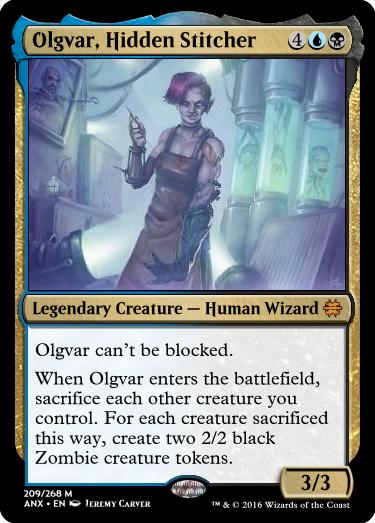 Olgvar, Hidden Stitcher 4
Legendary Creature — Human Wizard
Olgvar can't be blocked.
When Olgvar enters the battlefield,
sacrifice each other creature you
control. For each creature sacrificed
this way, create two 2/2 black
Zombie creature tokens.
3/3
209/268 M
ANX • EN Jeremy Carver ™ & © 2016 Wizards of the Coast